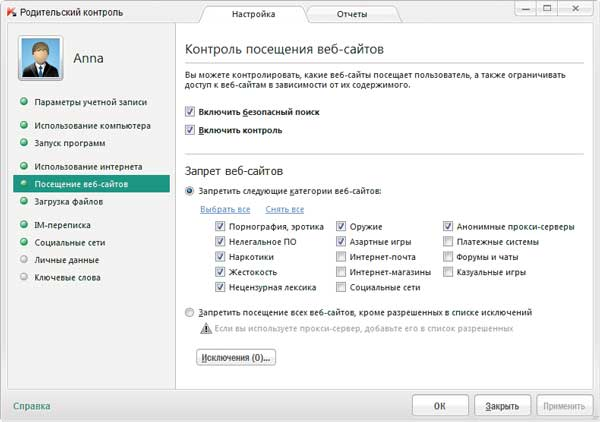 Родительский контроль
Настройка
Отчеты
Anna
Параметры учетной записи
Использование компьютера
Запуск программ
Использование интернета
Посещение веб-сайтов
Загрузка файлов
IM-переписка
Социальные сети
Личные данные
Ключевые слова
Контроль посещения веб-сайтов
Вы можете контролировать, какие веб-сайты посещает пользователь, а также ограничивать
доступ к веб-сайтам в зависимости от их содержимого.
Включить безопасный поиск
Включить контроль
Запрет веб-сайтов
Запретить следующие категории веб-сайтов:
Выбрать все Снять все
Порнография, эротика Оружие Анонимные прокси-серверы
Нелегальное ПО Азартные игры Платежные системы
Наркотики Интернет-почта Форумы и чаты
Жестокость Интернет-магазины Казуальные игры
Нецензурная лексика Социальные сети
Запретить посещение всех веб-сайтов, кроме разрешенных в списке исключений
Если вы используете прокси-сервер, добавьте его в список разрешенных
Исключения (0)...
Справка
ОК
Закрыть
Применить